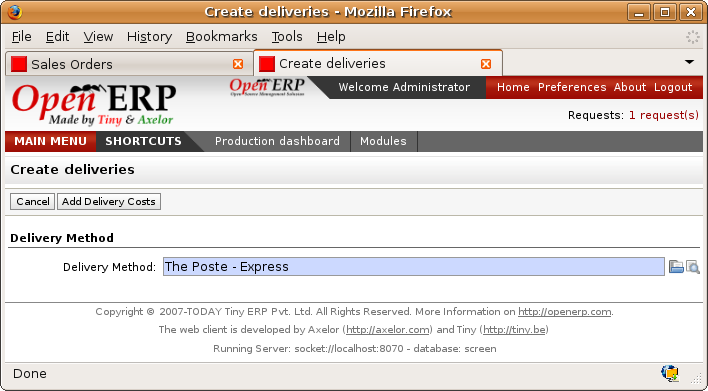 Create deliveries - Mozilla Firefox
File Edit View History Bookmarks Tools Help
Sales Orders Create deliveries
Open ERP Made by Tiny & Axelor
Open ERP Open Source Management Solution Welcome Administrator Home Preferences About Logout
Requests: 1 request(s)
MAIN MENU SHORTCUTS Production dashboard Modules
Create deliveries
Cancel Add Delivery Costs
Delivery Method
Delivery Method: The Poste - Express
Copyright © 2007-TODAY Tiny ERP Pvt. Ltd. All Rights Reserved. More Information on http://openerp.com.
The web client is developed by Axelor (http://axelor.com) and Tiny (http://tiny.be)
Running Server: socket://localhost:8070 - database: screen
Done